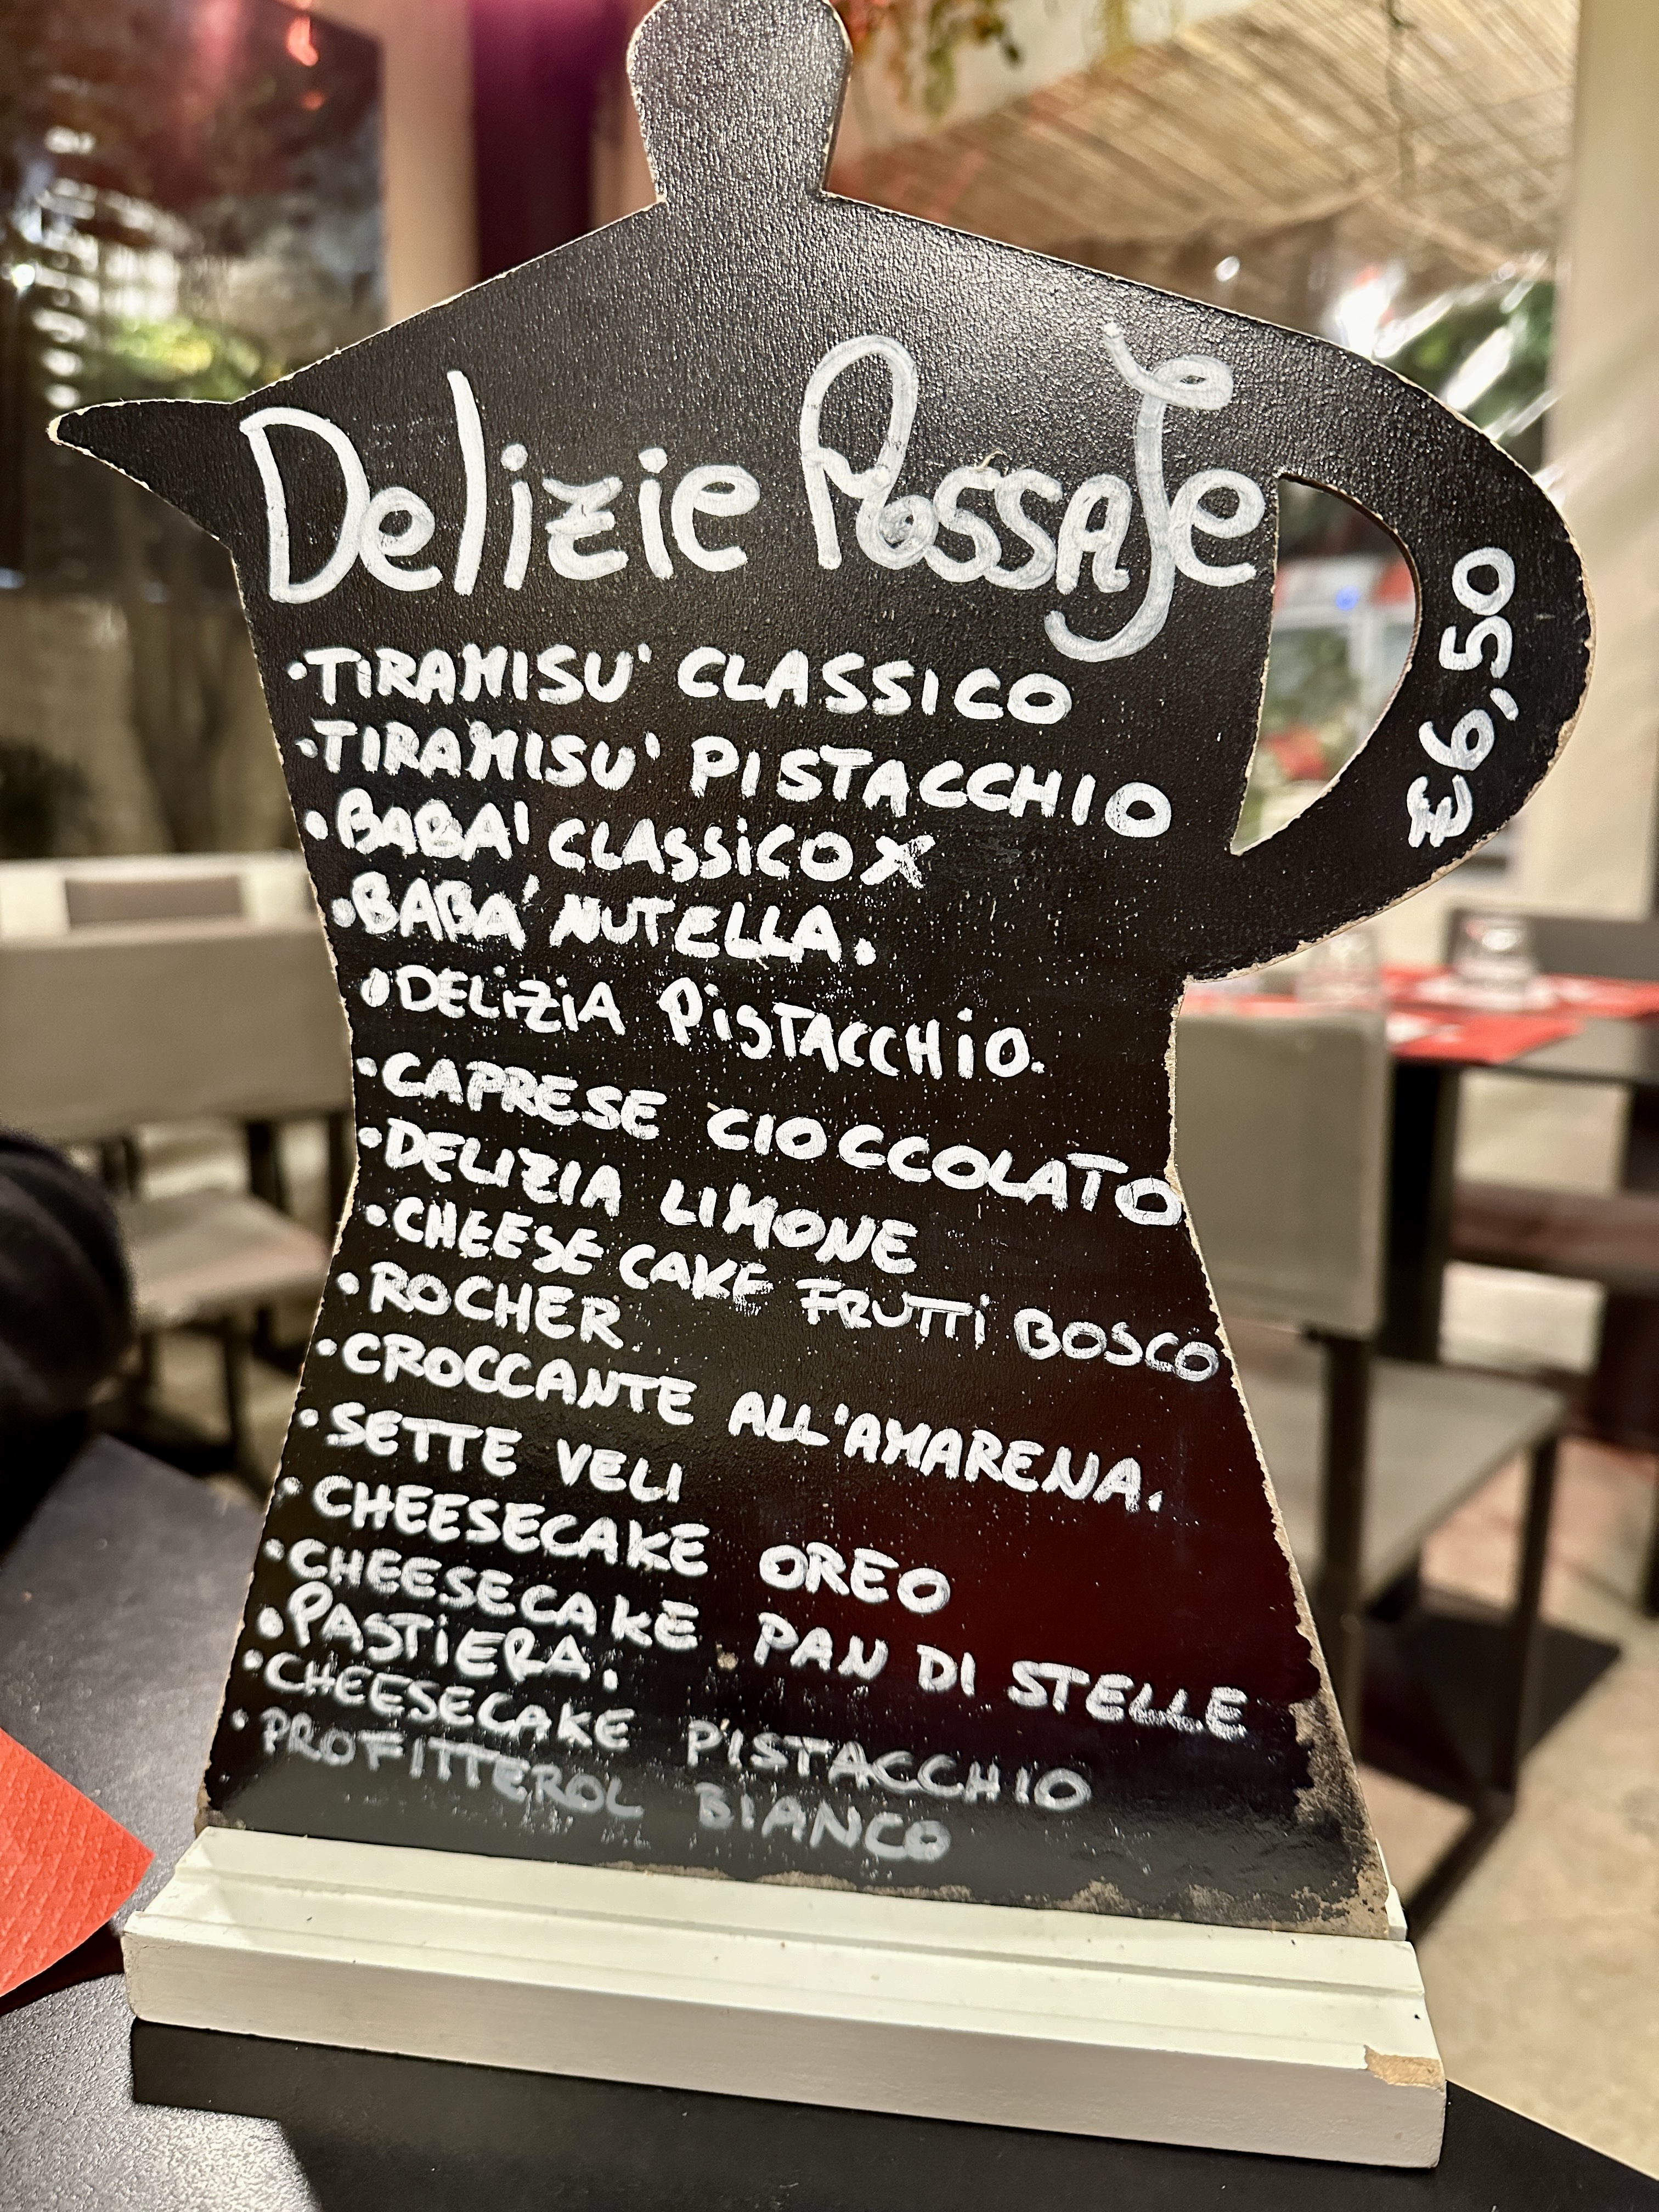 Delizie Possate
€6,50
·TiRAMISU' CLASSICO
·TIRAMISU' PISTACCHIO
·BABA' CLASSiCO X
·BABA' NUTELLA.
·DELiZiA PiSTACCHiO.
·CAPRESE CIOCCOLATO
·DELIZIA LIMONE
·CHEESE CAKE FRUTTi BOSCO
·ROCHER
·CROCCANTE ALL'AMARENA.
·SETTE VELI
·CHEESECAKE OREO
·CHEESECAKE PAN DI STELLE
·PASTiERA.
·CHEESECAKE PISTACCHIO
·PROFITTEROL BIANCO